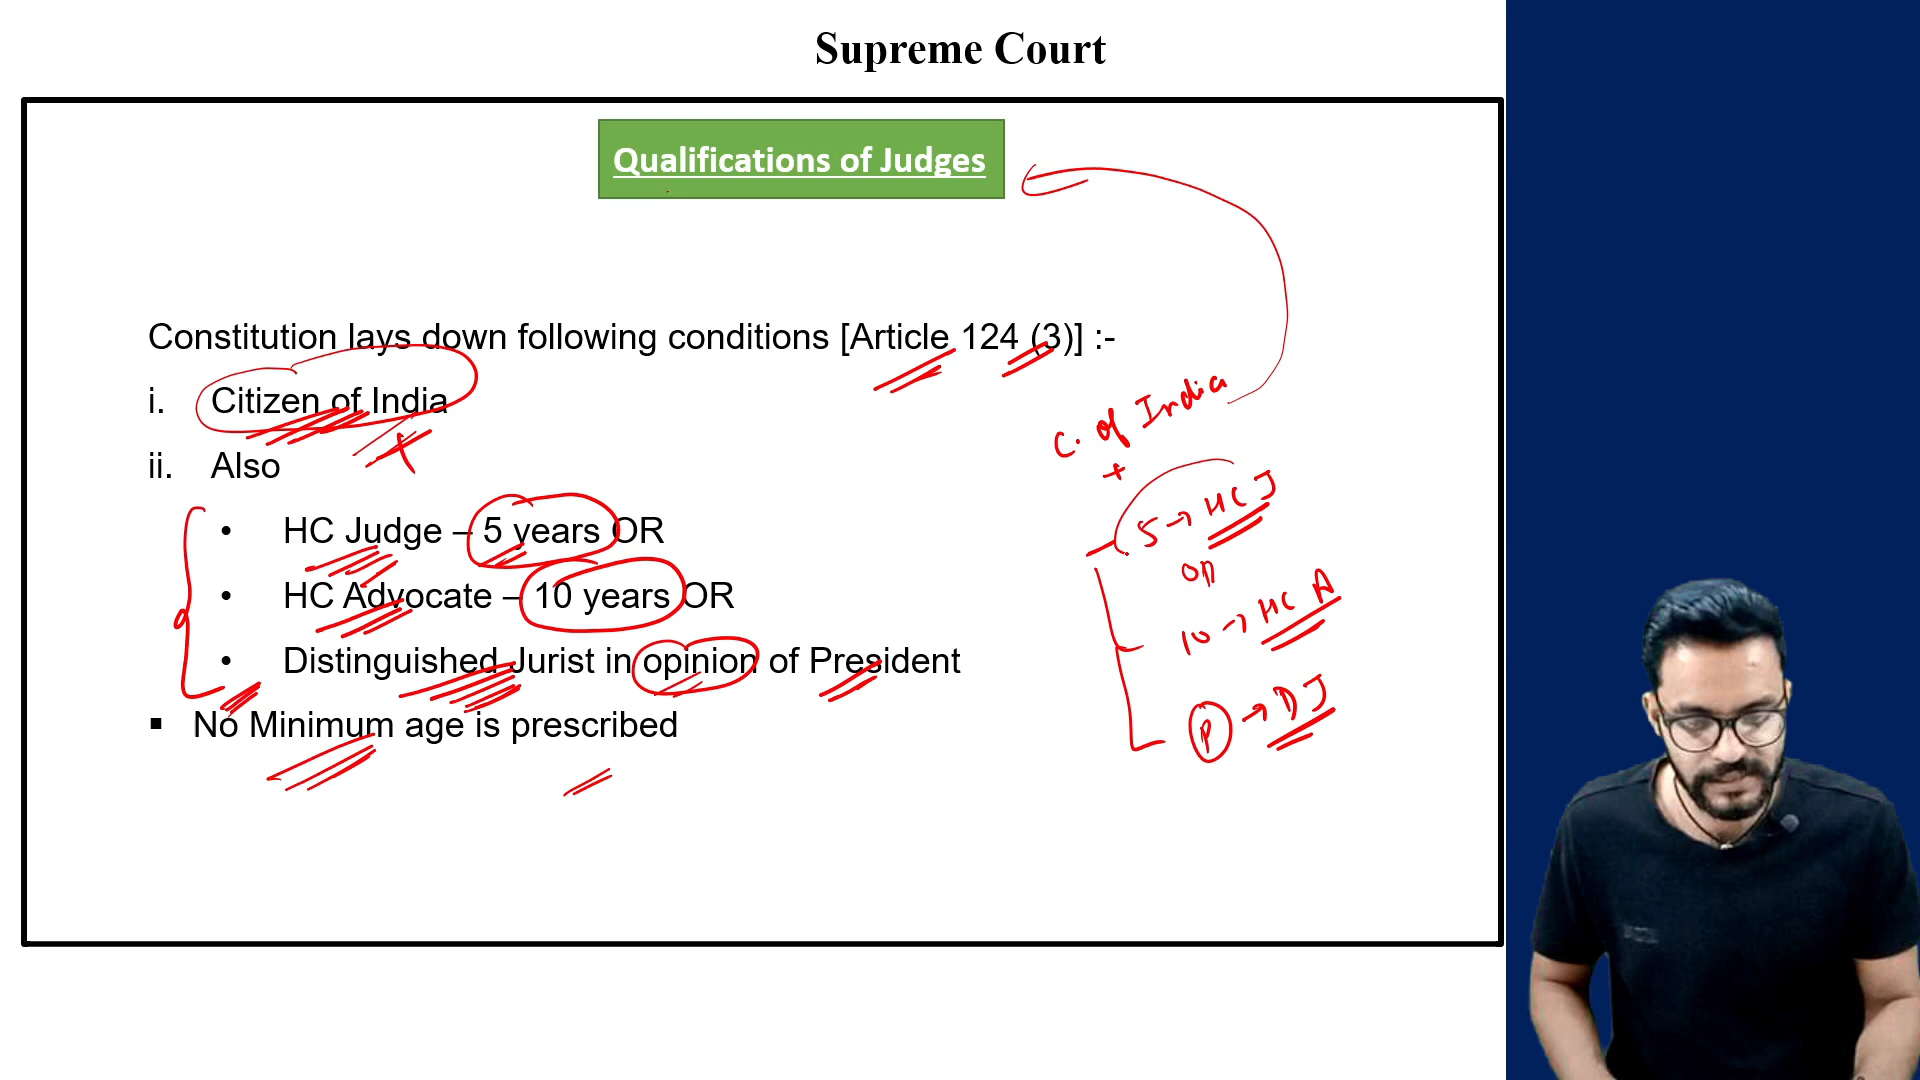 Supreme Court
Qualifications of Judges
Constitution lays down following conditions [Article 124 (3)] :-
i. Citizen of India
ii. Also
• HC Judge – 5 years OR
• HC Advocate – 10 years OR
• Distinguished Jurist in opinion of President
▪ No Minimum age is prescribed
C. of India
+
5 → HCJ
OR
10 → HC A
P → DJ